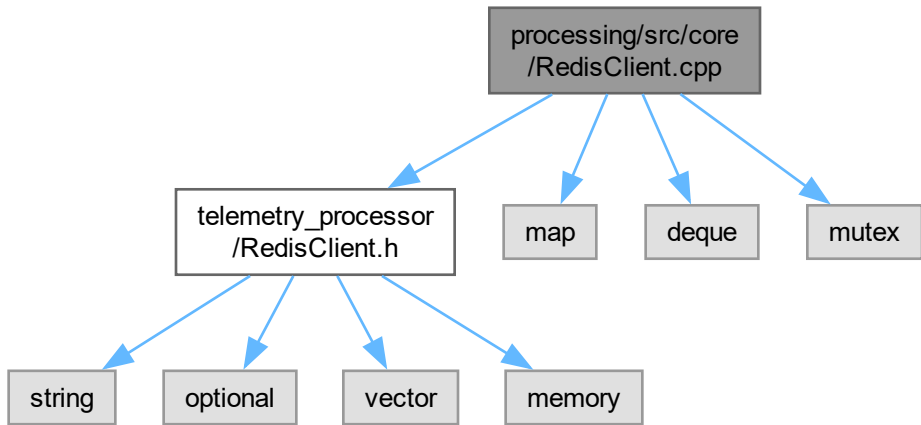 processing/src/core
/RedisClient.cpp
telemetry_processor
/RedisClient.h
map
deque
mutex
string
optional
vector
memory